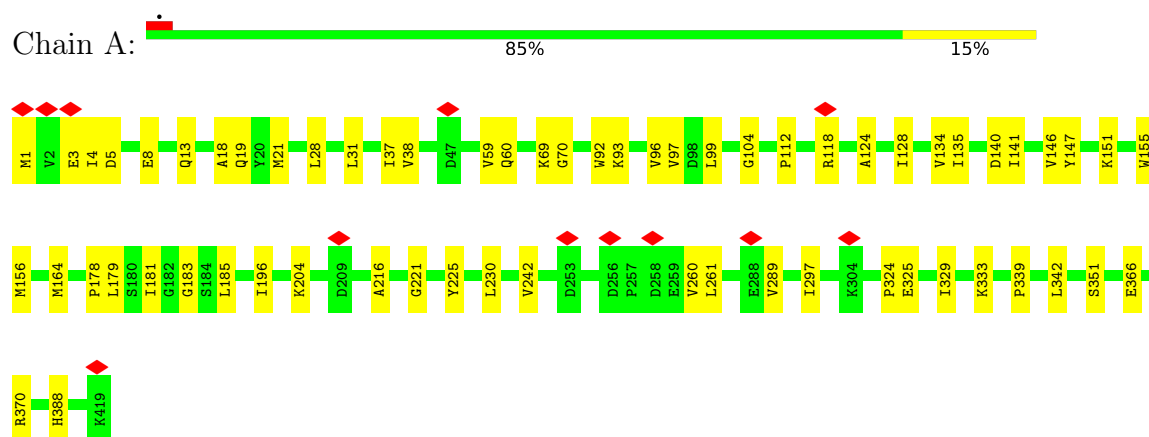 Chain A:
85% 15%
M1 V2 E3 I4 D5 E8 Q13 A18 Q19 Y20 M21 L28 L31 I37 V38 D47 V59 Q60 K69 G70 W92 K93 V96 V97 D98 L99 G104 P112 R118 A124 I128 V134 I135 D140 I141 V146 Y147 K151 W155
M156 M164 P178 L179 S180 I181 G182 G183 S184 L185 I196 K204 D209 A216 G221 Y225 L230 V242 D253 D256 P257 D258 E259 V260 L261 E288 V289 I297 K304 P324 E325 I329 K333 P339 L342 S351 E366
R370 H388 K419